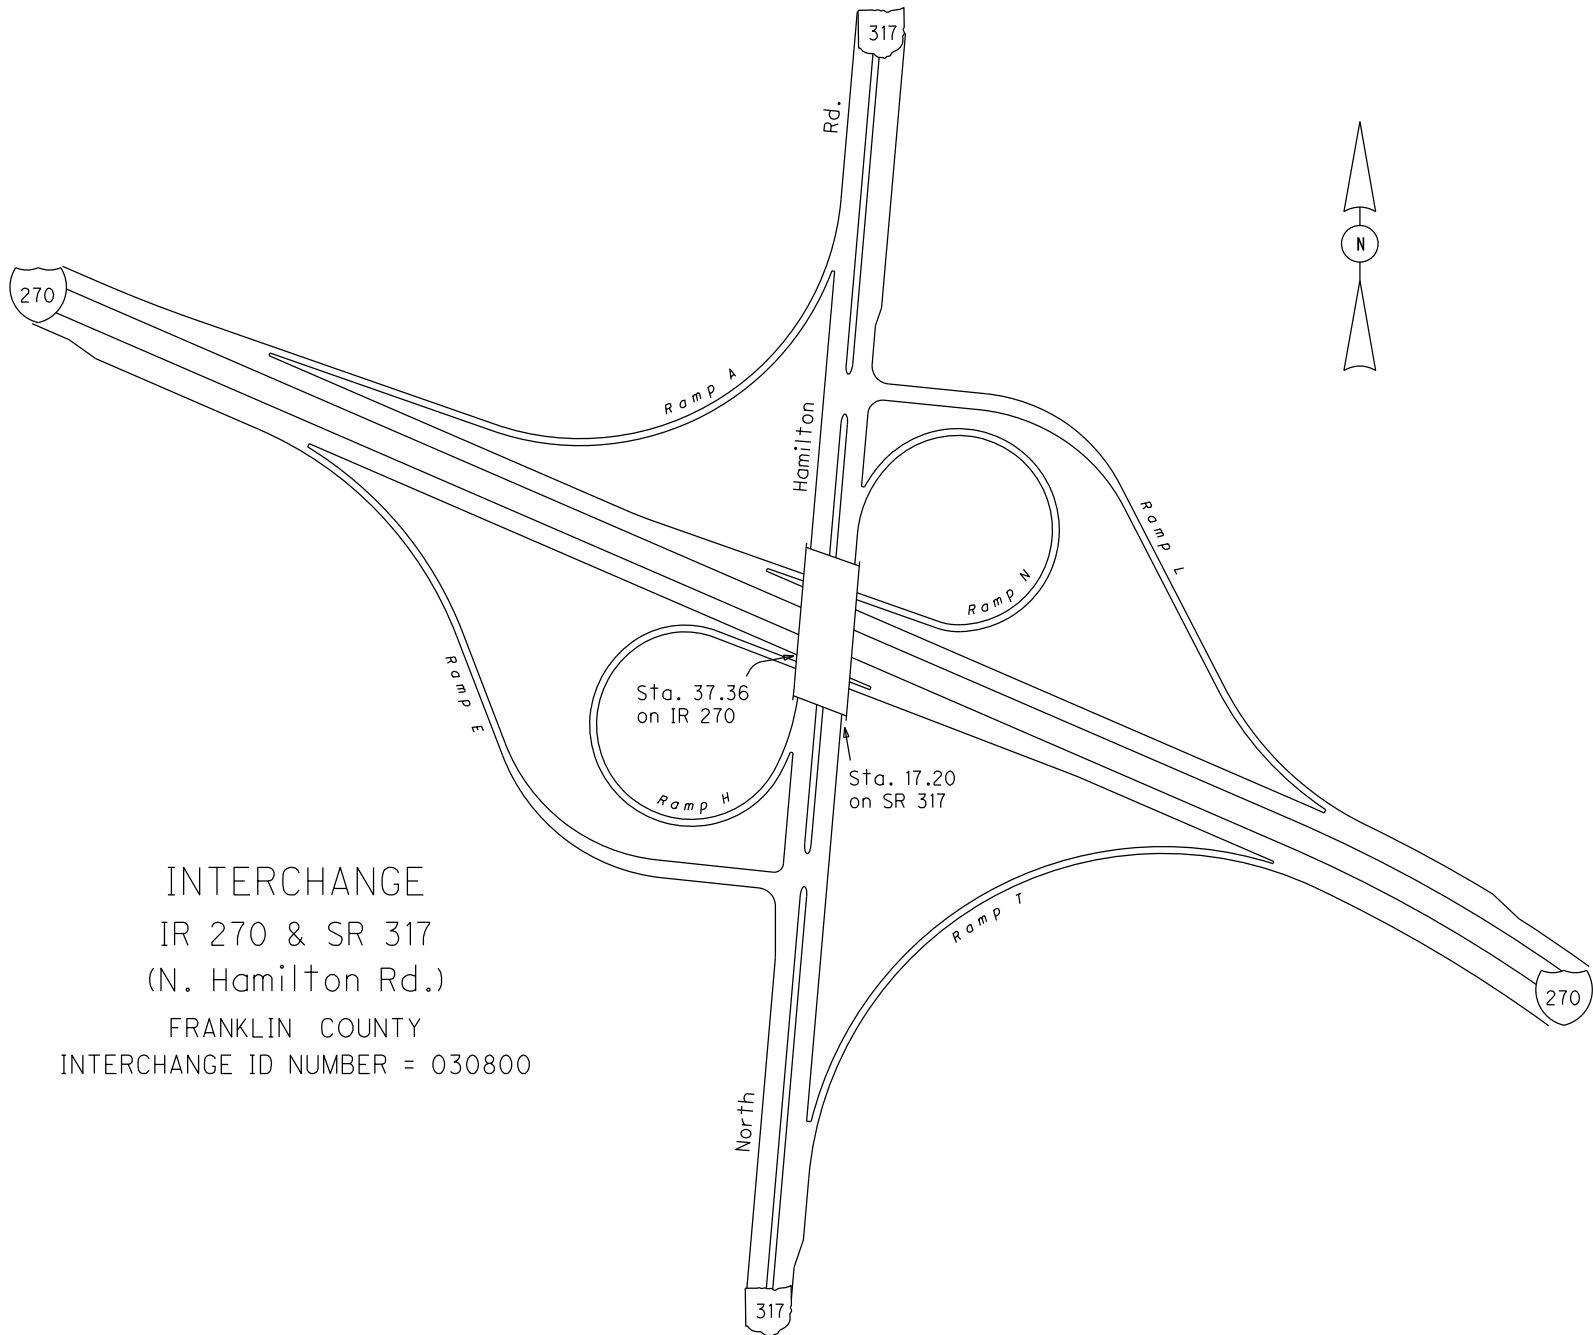 317
Rd.
N
270
Ramp A
Hamilton
Ramp L
Ramp N
Ramp E
Sta. 37.36
on IR 270
Sta. 17.20
on SR 317
Ramp H
INTERCHANGE
IR 270 & SR 317
(N. Hamilton Rd.)
FRANKLIN COUNTY
INTERCHANGE ID NUMBER = 030800
Ramp T
270
North
317